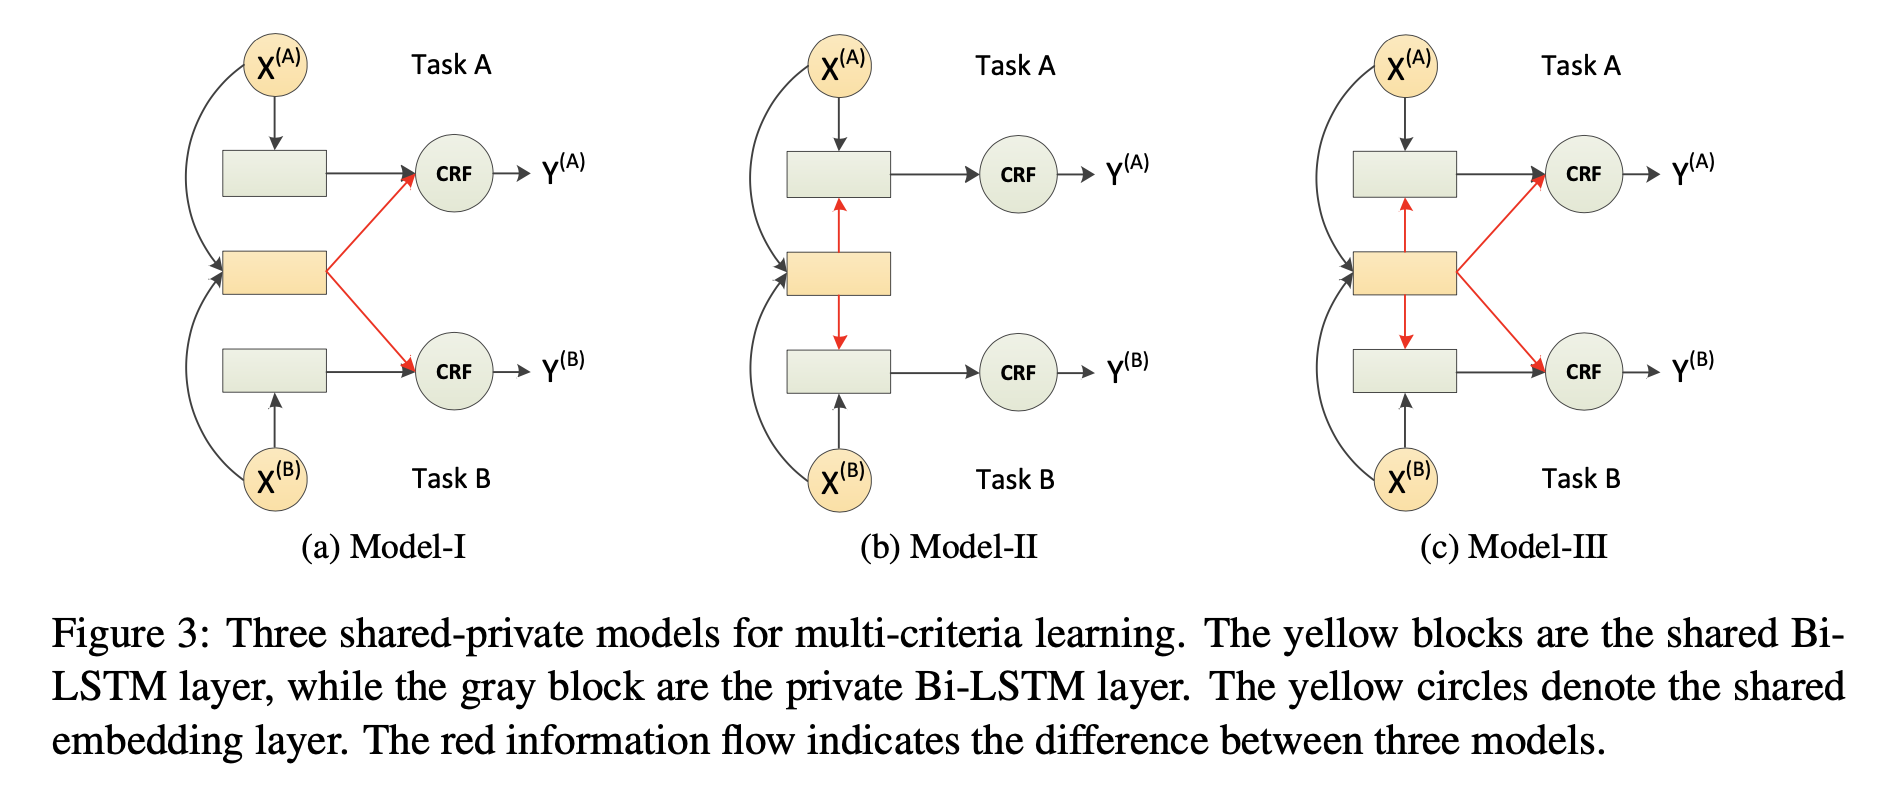 X(A)
Task A
CRF
Y(A)
CRF
Y(B)
X(B)
Task B
(a) Model-I
X(A)
Task A
CRF
Y(A)
CRF
Y(B)
X(B)
Task B
(b) Model-II
X(A)
Task A
CRF
Y(A)
CRF
Y(B)
X(B)
Task B
(c) Model-III
Figure 3: Three shared-private models for multi-criteria learning. The yellow blocks are the shared Bi-
LSTM layer, while the gray block are the private Bi-LSTM layer. The yellow circles denote the shared
embedding layer. The red information flow indicates the difference between three models.